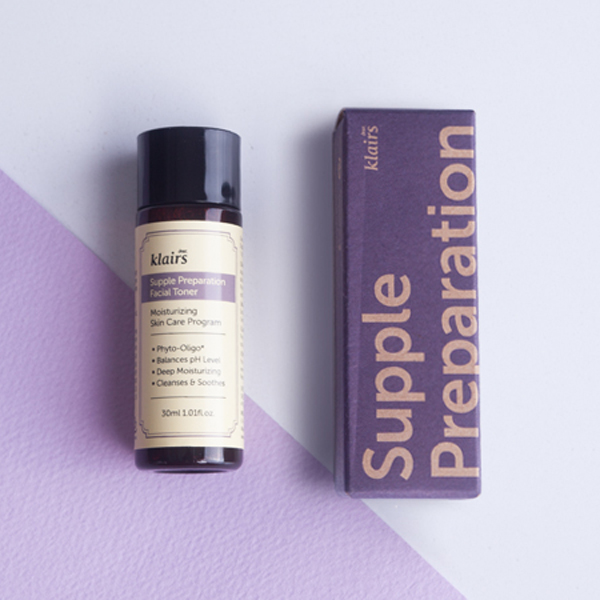 klairs
Supple Preparation
Facial Toner
Moisturizing
Skin Care Program
• Phyto-Oligo*
• Balances pH Level
• Deep Moisturizing
• Cleanses & Soothes
30ml 1.01fl.oz.
klairs
Supple
Preparation